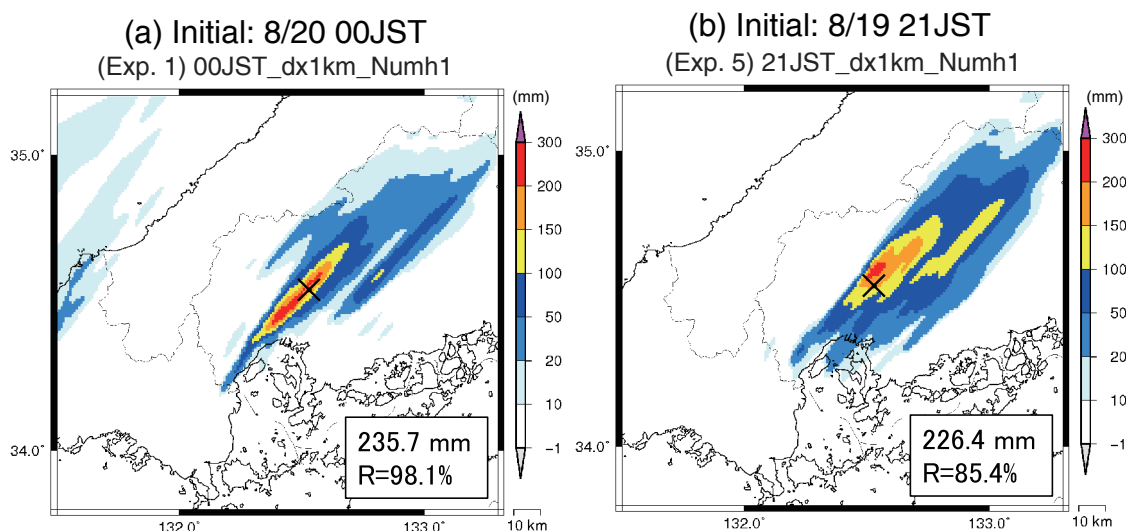 (a) Initial: 8/20 00JST
(Exp. 1) 00JST_dx1km_Numh1
(mm)
300
200
150
100
50
20
10
−1
35.0˚
34.0˚
132.0˚
133.0˚
235.7 mm
R=98.1%
10 km
(b) Initial: 8/19 21JST
(Exp. 5) 21JST_dx1km_Numh1
(mm)
300
200
150
100
50
20
10
−1
35.0˚
34.0˚
132.0˚
133.0˚
226.4 mm
R=85.4%
10 km